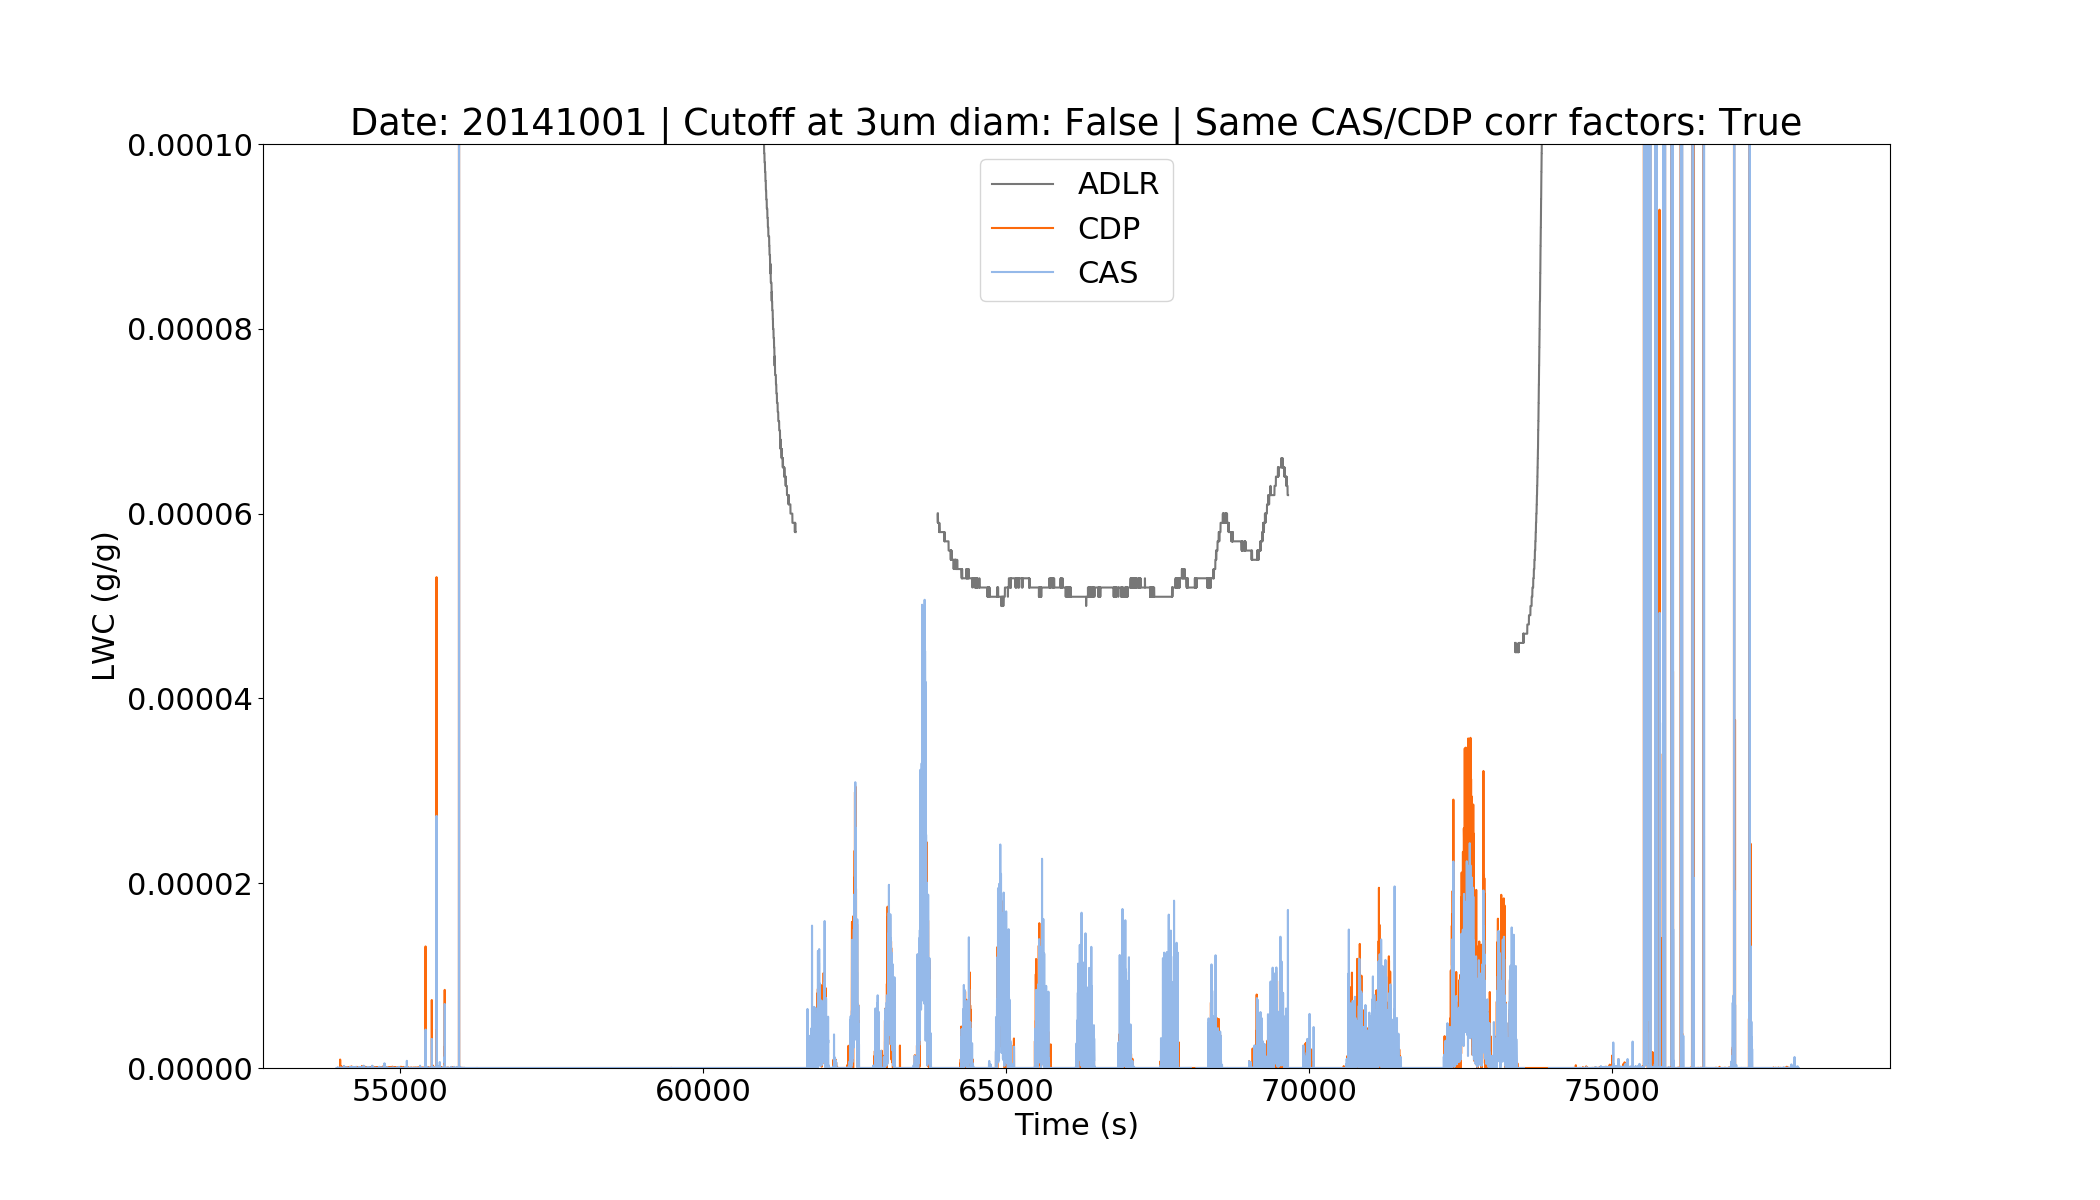 Date: 20141001 | Cutoff at 3um diam: False | Same CAS/CDP corr factors: True
0.00010
0.00008
0.00006
0.00004
0.00002
0.00000
LWC (g/g)
ADLR
CDP
CAS
55000 60000 65000 70000 75000
Time (s)